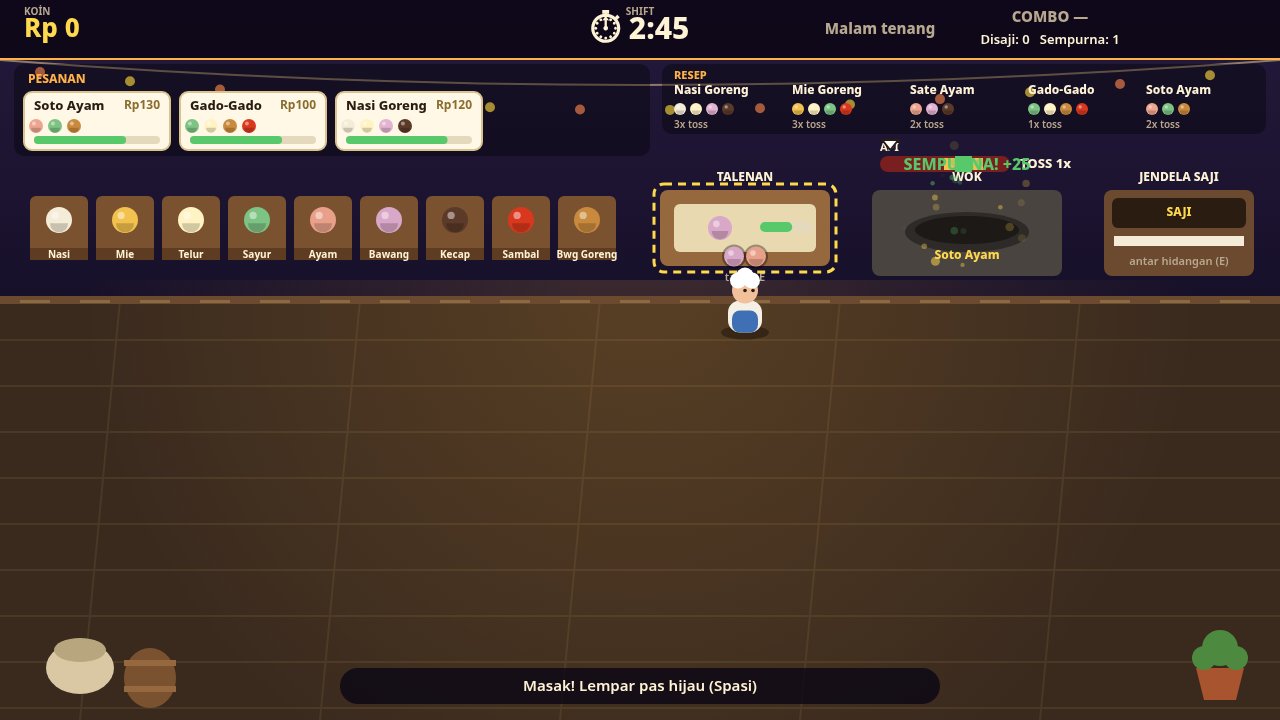 KOİN
Rp 0
SHIFT
2:45
Malam tenang
COMBO —
Disaji: 0 Sempurna: 1
PESANAN
Soto Ayam Rp130
Gado-Gado Rp100
Nasi Goreng Rp120
RESEP
Nasi Goreng
3x toss
Mie Goreng
3x toss
Sate Ayam
2x toss
Gado-Gado
1x toss
Soto Ayam
2x toss
TOSS 1x
TALENAN
WOK
JENDELA SAJI
SAJI
antar hidangan (E)
Soto Ayam
Nasi
Mie
Telur
Sayur
Ayam
Bawang
Kecap
Sambal
Bwg Goreng
Masak! Lempar pas hijau (Spasi)